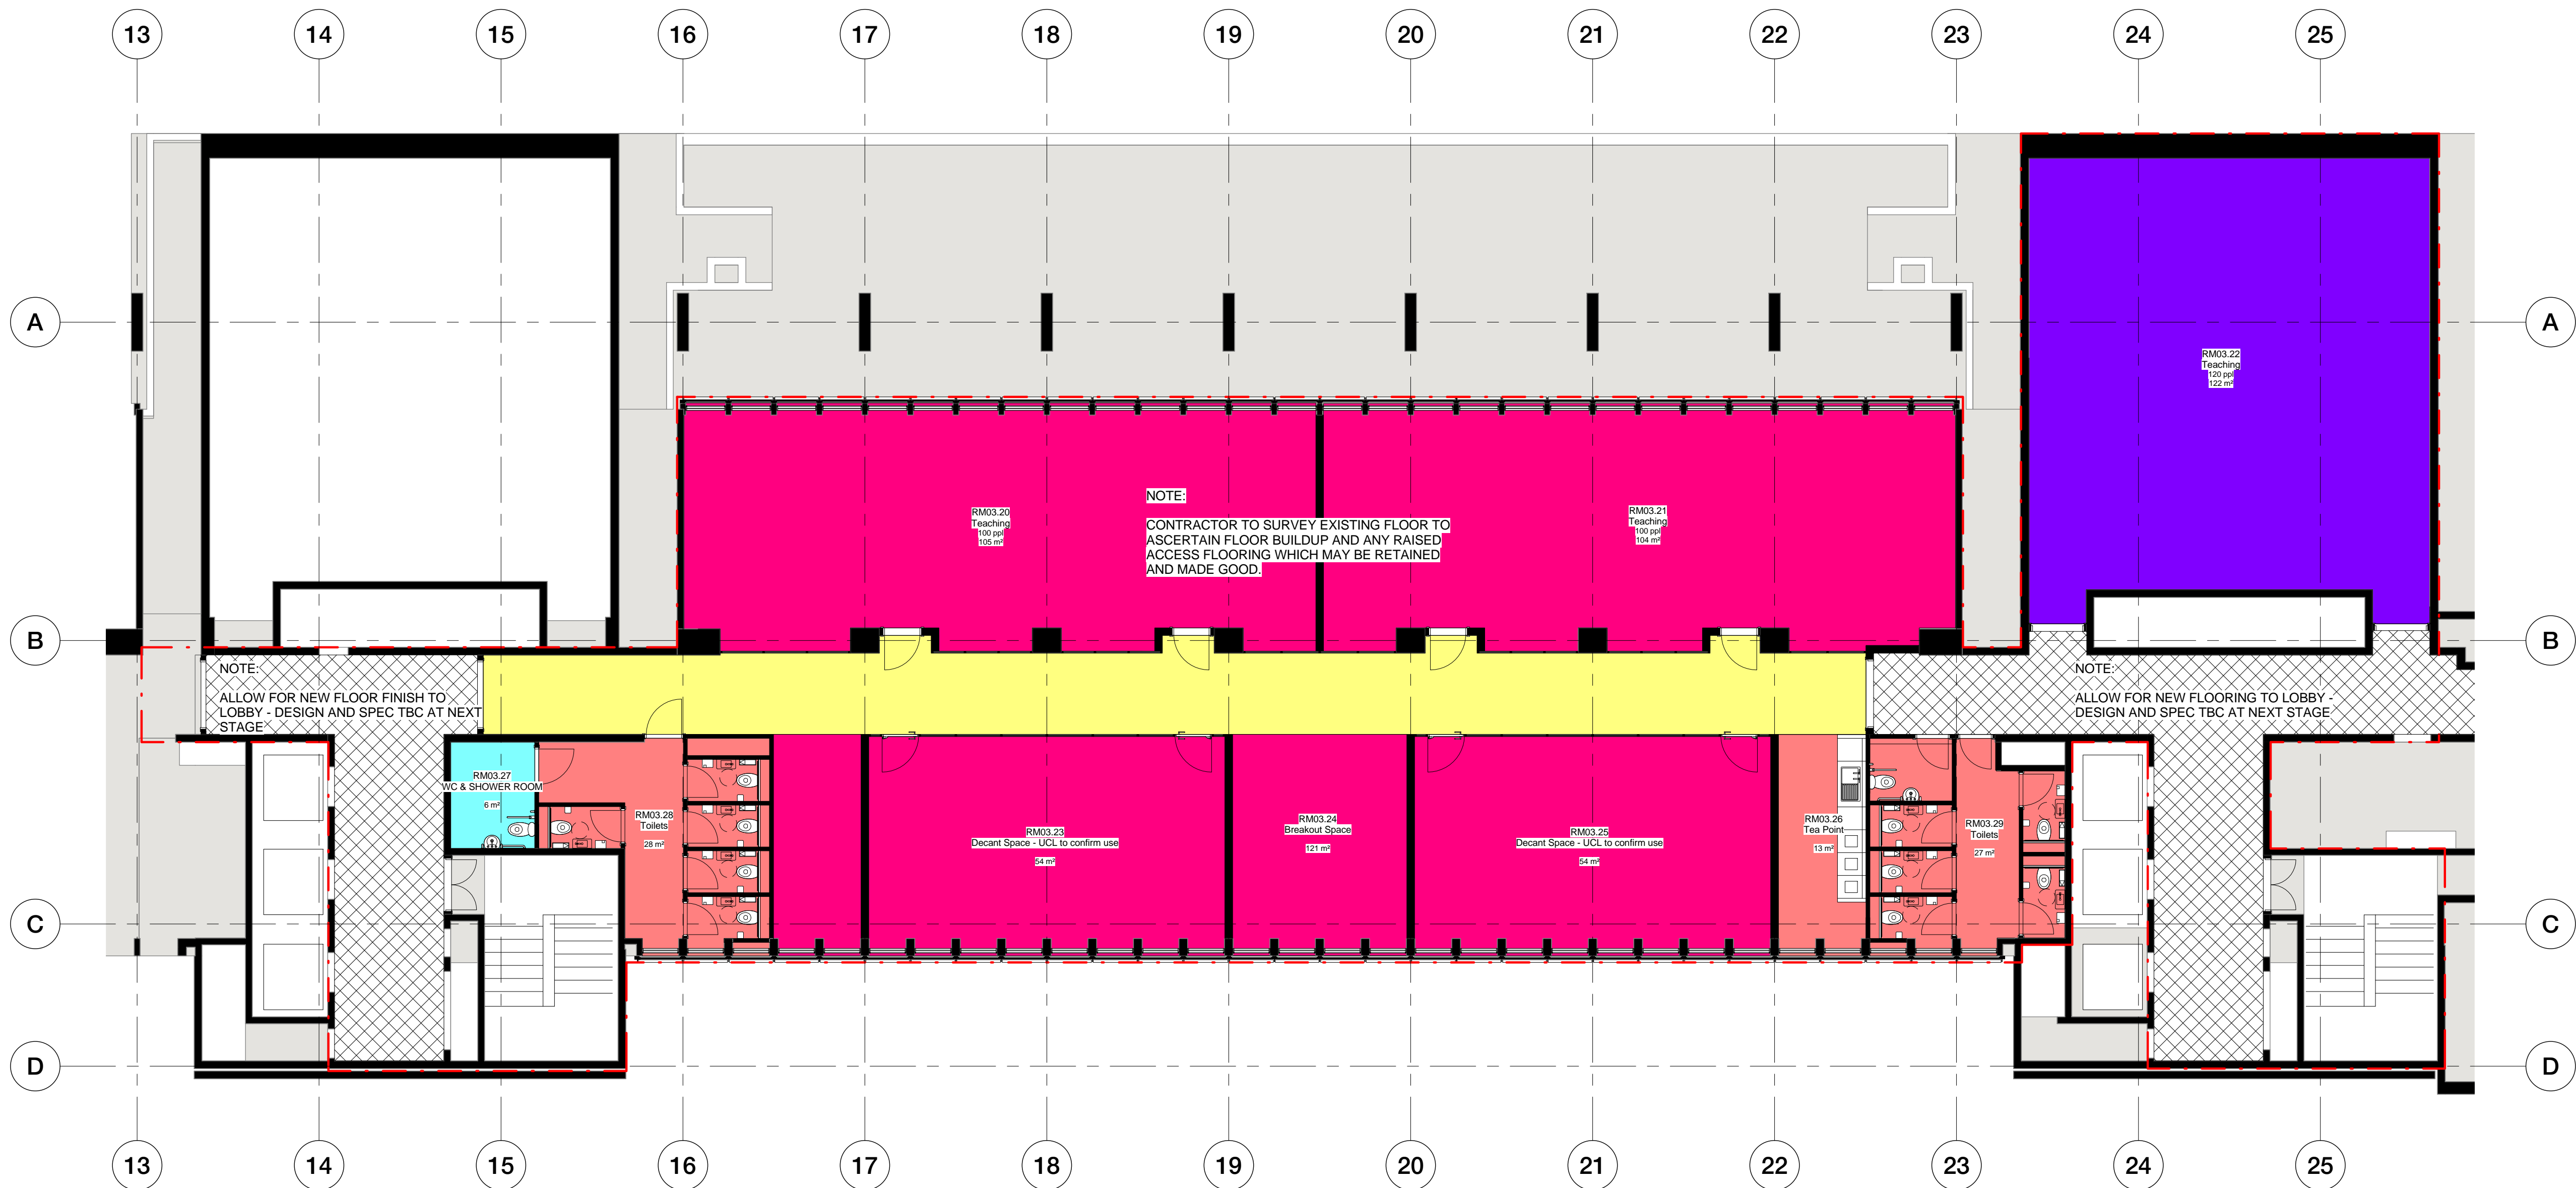 13 14 15 16 17 18 19 20 21 22 23 24 25
A
A
RM03.22
Teaching
120 ppl
122 m²
NOTE:
CONTRACTOR TO SURVEY EXISTING FLOOR TO
ASCERTAIN FLOOR BUILDUP AND ANY RAISED
ACCESS FLOORING WHICH MAY BE RETAINED
AND MADE GOOD.
RM03.20
Teaching
100 ppl
105 m²
RM03.21
Teaching
100 ppl
104 m²
B
B
NOTE:
ALLOW FOR NEW FLOOR FINISH TO
LOBBY - DESIGN AND SPEC TBC AT NEXT
STAGE
NOTE:
ALLOW FOR NEW FLOORING TO LOBBY -
DESIGN AND SPEC TBC AT NEXT STAGE
RM03.27
WC & SHOWER ROOM
6 m²
RM03.28
Toilets
28 m²
RM03.23
Decant Space - UCL to confirm use
54 m²
RM03.24
Breakout Space
121 m²
RM03.25
Decant Space - UCL to confirm use
54 m²
RM03.26
Tea Point
13 m²
RM03.29
Toilets
27 m²
C
C
D
D
13 14 15 16 17 18 19 20 21 22 23 24 25